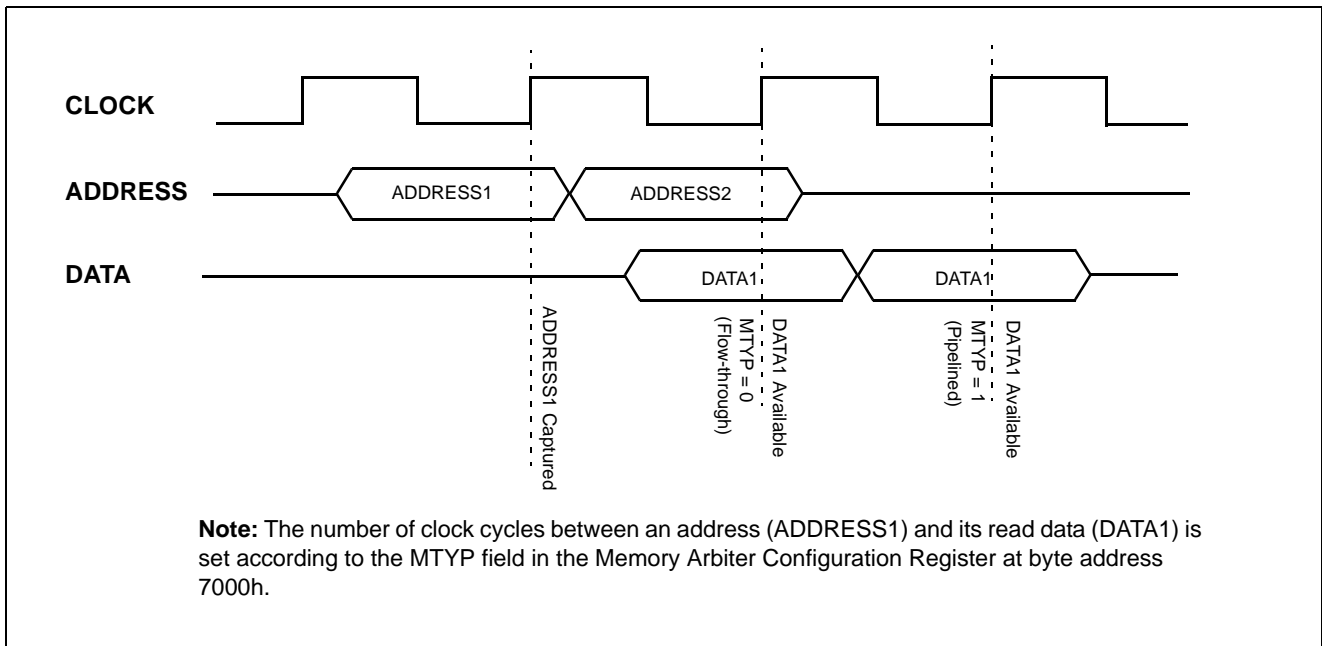 CLOCK
ADDRESS
ADDRESS1
ADDRESS2
DATA
DATA1
DATA1
ADDRESS1 Captured
DATA1 Available
MTYP = 0
(Flow-through)
DATA1 Available
MTYP = 1
(Pipelined)
Note: The number of clock cycles between an address (ADDRESS1) and its read data (DATA1) is
set according to the MTYP field in the Memory Arbiter Configuration Register at byte address
7000h.